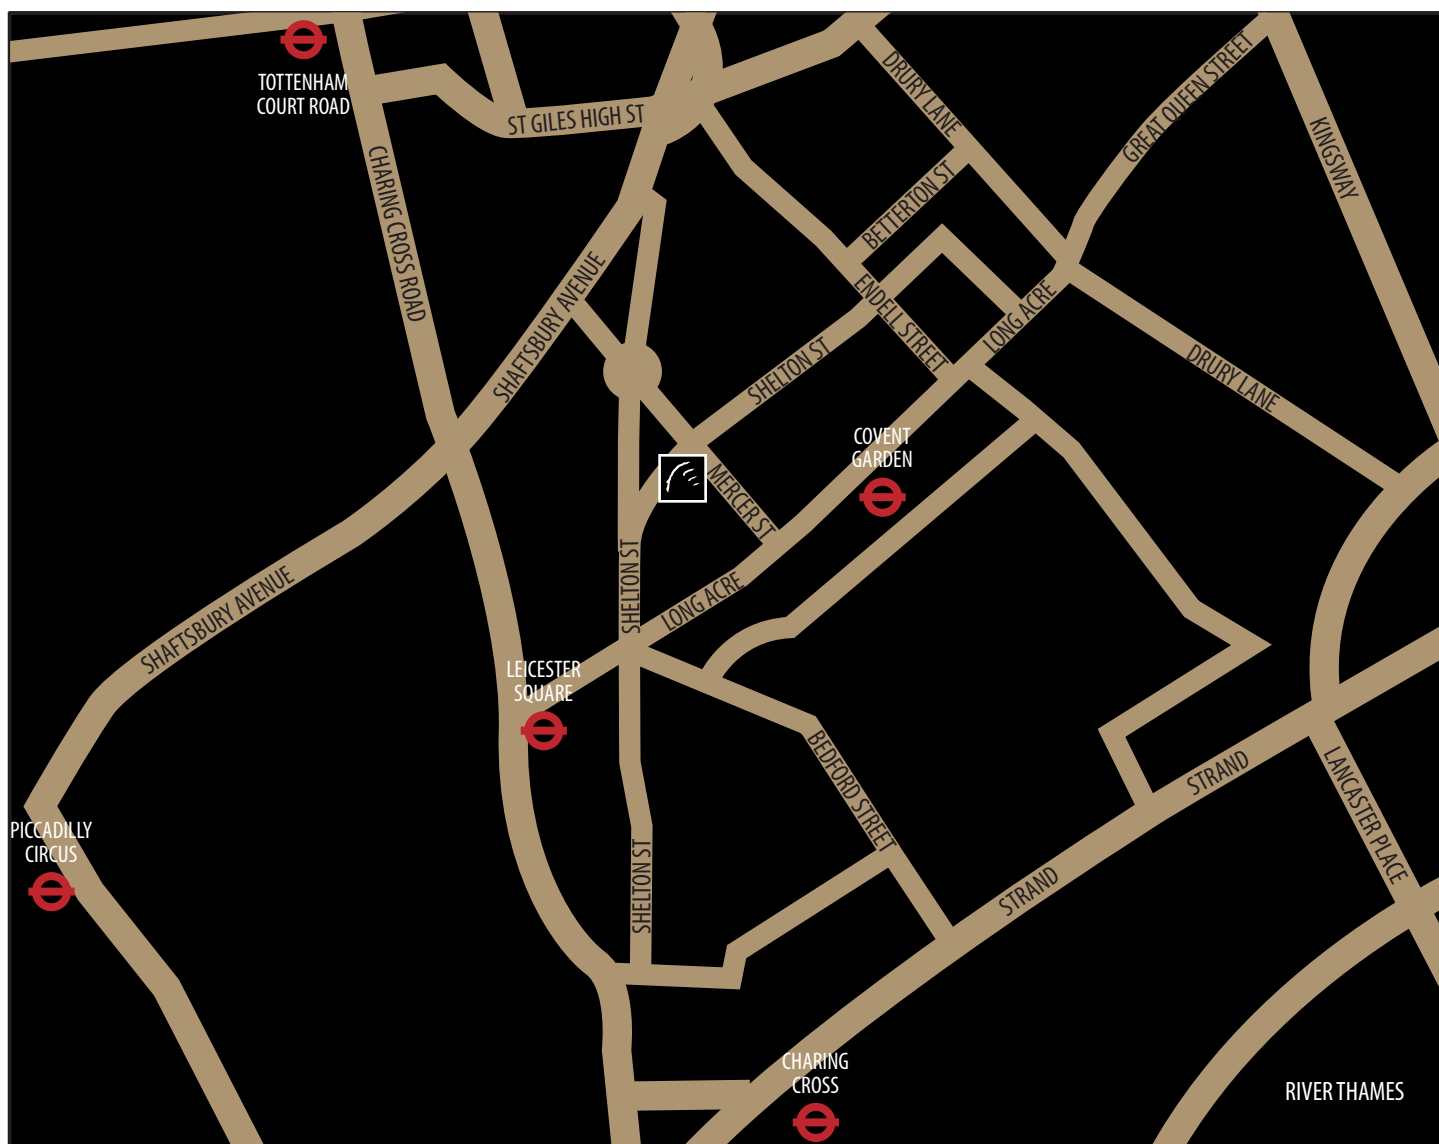 TOTTENHAM
COURT ROAD
ST GILES HIGH ST
DRURY LANE
GREAT QUEEN STREET
KINGSWAY
CHARING CROSS ROAD
BETTERTON ST
SHAFTSBURY AVENUE
ENDELL STREET
LONG ACRE
SHELTON ST
DRURY LANE
COVENT
GARDEN
MERCER ST
SHELTON ST
LONG ACRE
SHAFTSBURY AVENUE
LEICESTER
SQUARE
BEDFORD STREET
STRAND
LANCASTER PLACE
PICCADILLY
CIRCUS
SHELTON ST
STRAND
CHARING
CROSS
RIVER THAMES